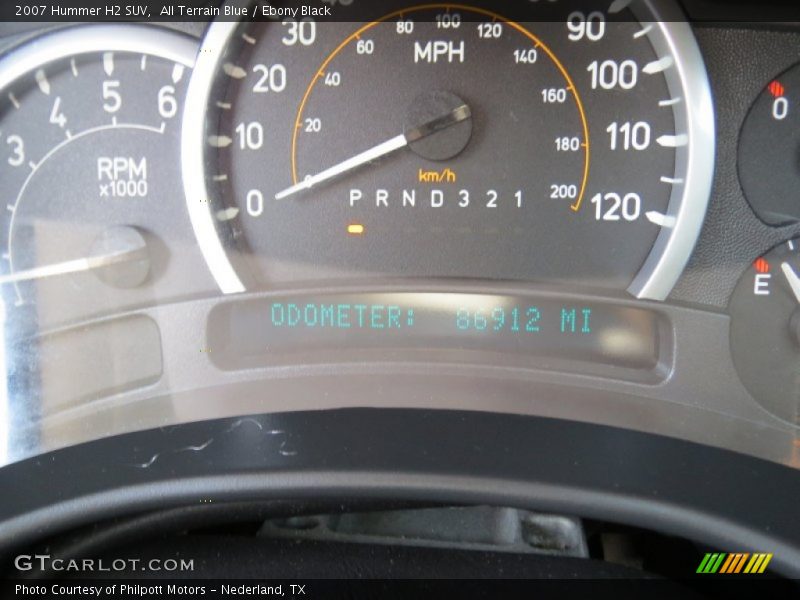 2007 Hummer H2 SUV,  All Terrain Blue / Ebony Black
3 4 5 6
RPM
x1000
0 10 20 30 90 100 110 120
MPH
0 20 40 60 80 100 120 140 160 180 200
km/h
P R N D 3 2 1
ODOMETER: 86912 MI
0
E
GTCARLOT.COM
Photo Courtesy of Philpott Motors - Nederland, TX